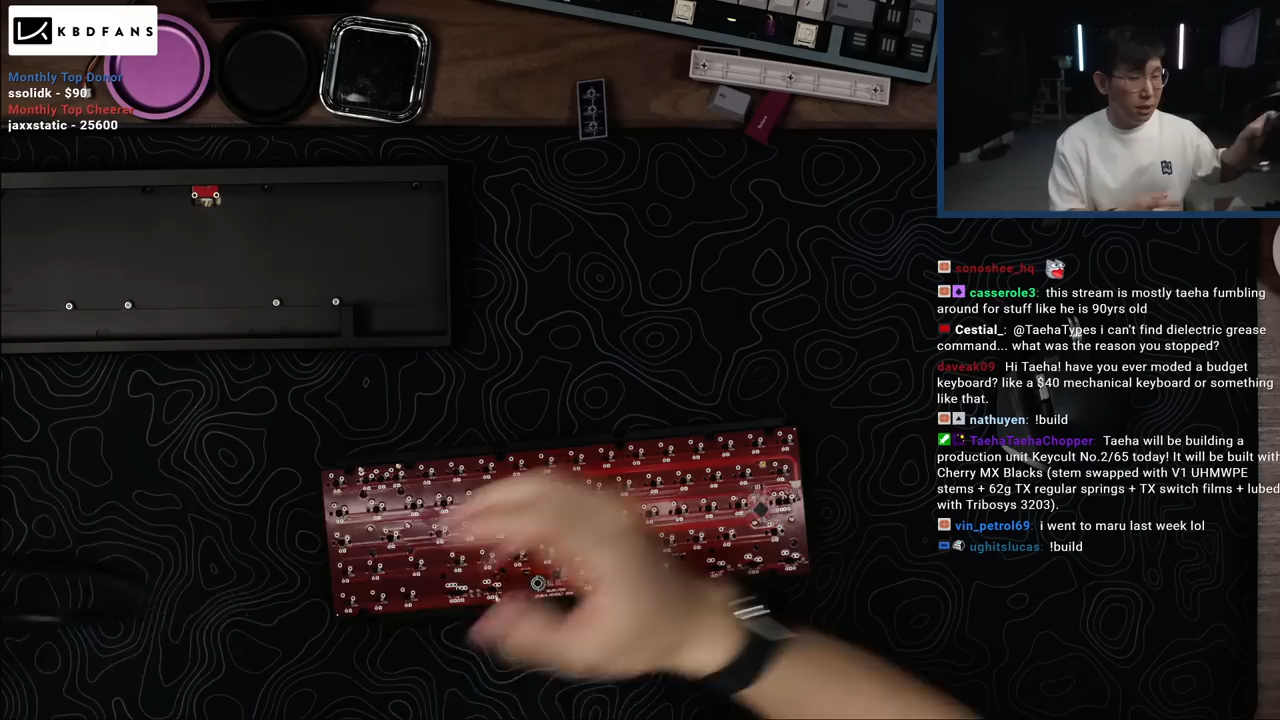 KBDFANS
Monthly Top Donor
ssolidk - $90
Monthly Top Cheerer
jaxxstatic - 25600
sonoshee_hq
casserole3: this stream is mostly taeha fumbling
around for stuff like he is 90yrs old
Cestial_: @TaehaTypes i can't find dielectric grease
command... what was the reason you stopped?
daveak09 Hi Taeha! have you ever moded a budget
keyboard? like a $40 mechanical keyboard or something
like that.
nathuyen: !build
TaehaTaehaChopper: Taeha will be building a
production unit Keycult No.2/65 today! It will be built with
Cherry MX Blacks (stem swapped with V1 UHMWPE
stems + 62g TX regular springs + TX switch films + lubed
with Tribosys 3203).
vin_petrol69: i went to maru last week lol
ughitslucas: !build